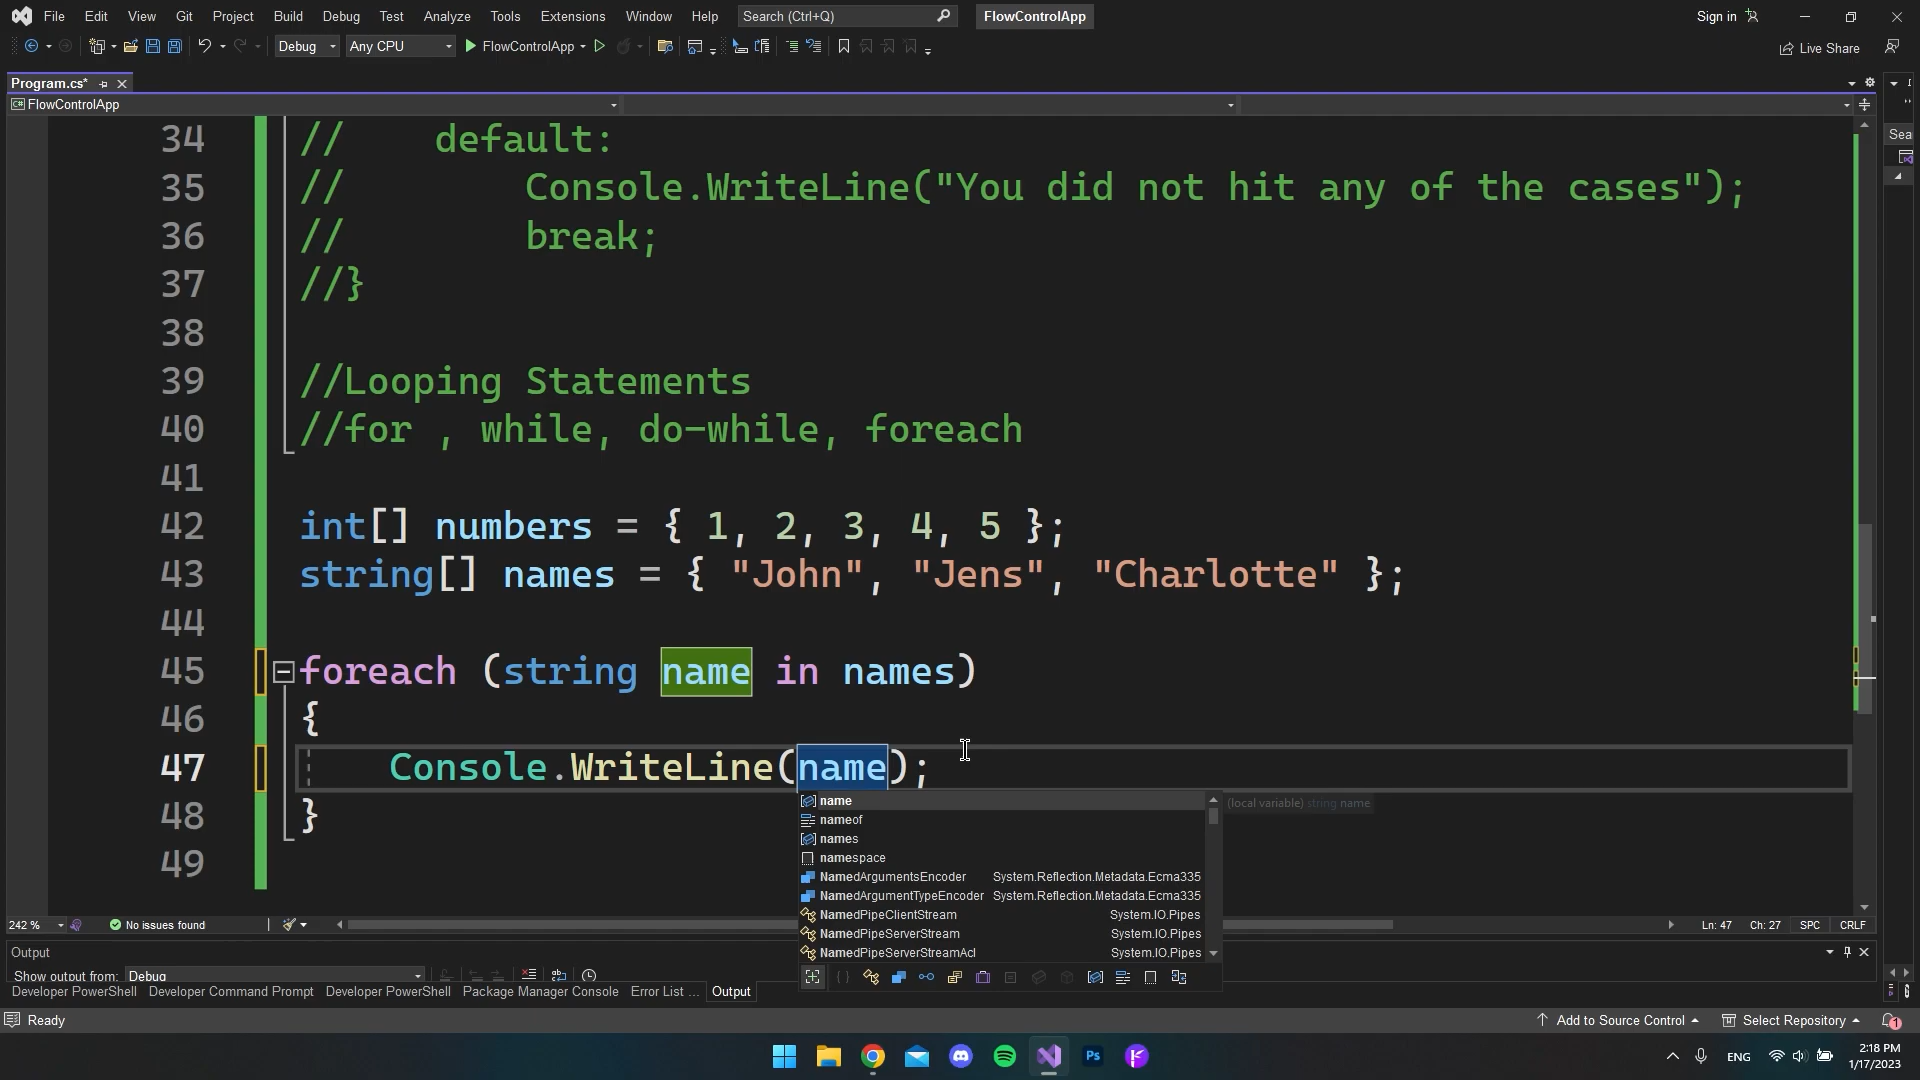 File Edit View Git Project Build Debug Test Analyze Tools Extensions Window Help Search (Ctrl+Q) FlowControlApp Sign in
Debug Any CPU FlowControlApp Live Share
Program.cs*
C# FlowControlApp
Sea
34 // default:
35 // Console.WriteLine("You did not hit any of the cases");
36 // break;
37 //}
38
39 //Looping Statements
40 //for , while, do-while, foreach
41
42 int[] numbers = { 1, 2, 3, 4, 5 };
43 string[] names = { "John", "Jens", "Charlotte" };
44
45 foreach (string name in names)
46 {
47 Console.WriteLine(name);
48 }
49
name (local variable) string name
nameof
names
namespace
NamedArgumentsEncoder System.Reflection.Metadata.Ecma335
NamedArgumentTypeEncoder System.Reflection.Metadata.Ecma335
NamedPipeClientStream System.IO.Pipes
NamedPipeServerStream System.IO.Pipes
NamedPipeServerStreamAcl System.IO.Pipes
242 % No issues found Ln: 47 Ch: 27 SPC CRLF
Output
Show output from: Debug
Developer PowerShell Developer Command Prompt Developer PowerShell Package Manager Console Error List ... Output
Ready Add to Source Control Select Repository 1
Ps ENG 2:18 PM
1/17/2023